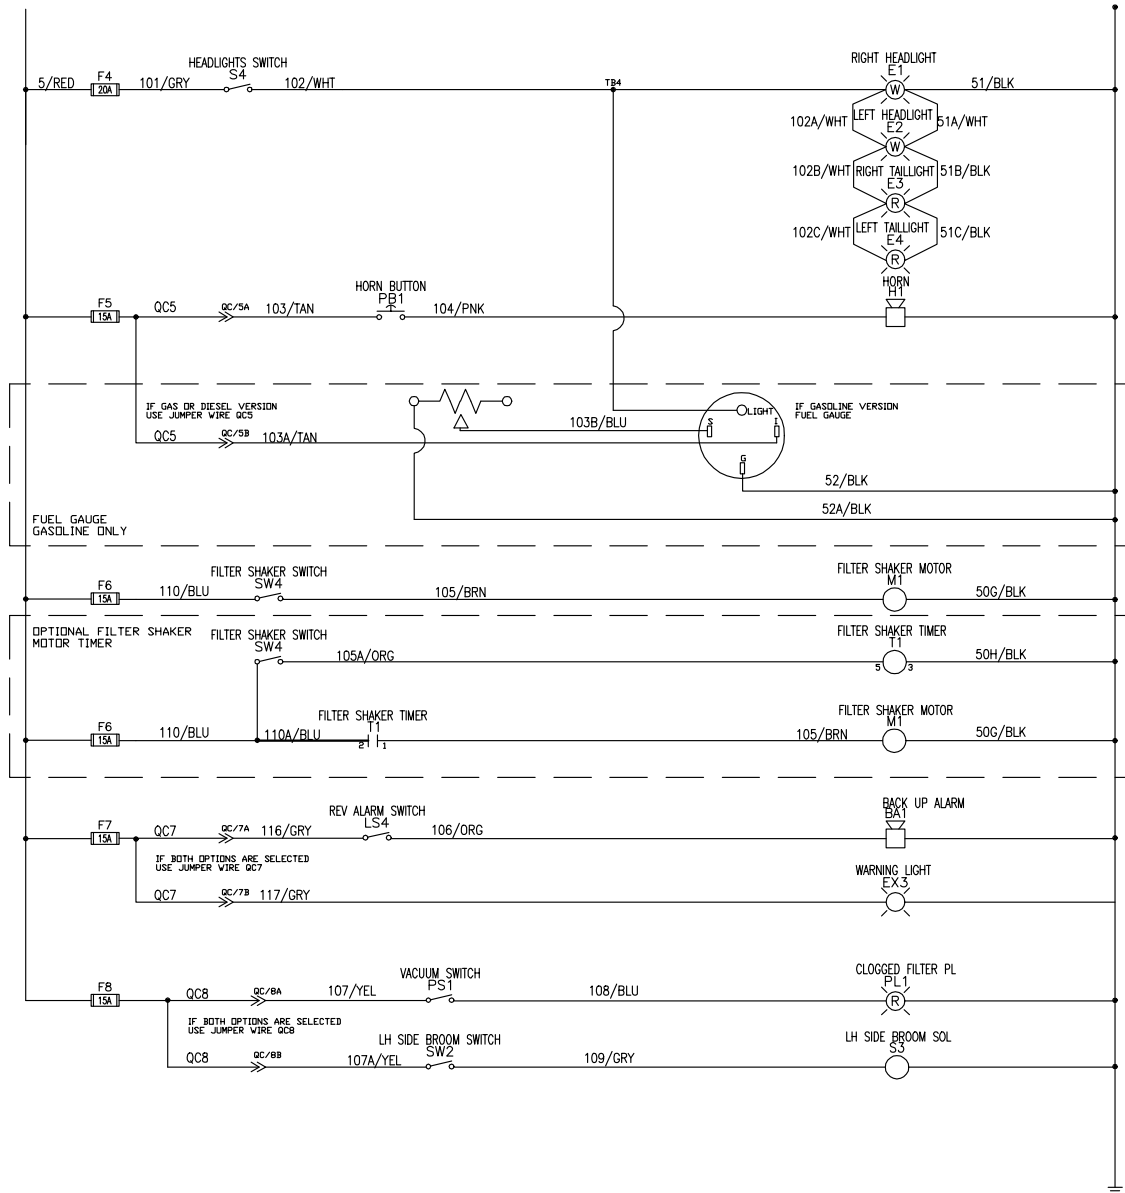 HEADLIGHTS SWITCH
S4
5/RED
F4
20A
101/GRY
102/WHT
TB4
RIGHT HEADLIGHT
E1
W
51/BLK
102A/WHT
LEFT HEADLIGHT
E2
W
51A/WHT
102B/WHT
RIGHT TAILLIGHT
E3
R
51B/BLK
102C/WHT
LEFT TAILLIGHT
E4
R
51C/BLK
HORN
H1
F5
15A
QC5
QC/5A
103/TAN
HORN BUTTON
PB1
104/PNK
IF GAS OR DIESEL VERSION
USE JUMPER WIRE QC5
QC5
QC/5B
103A/TAN
103B/BLU
LIGHT
S
I
G
IF GASOLINE VERSION
FUEL GAUGE
52/BLK
52A/BLK
FUEL GAUGE
GASOLINE ONLY
F6
15A
110/BLU
FILTER SHAKER SWITCH
SW4
105/BRN
FILTER SHAKER MOTOR
M1
50G/BLK
OPTIONAL FILTER SHAKER
MOTOR TIMER
FILTER SHAKER SWITCH
SW4
105A/ORG
FILTER SHAKER TIMER
T1
5
3
50H/BLK
F6
15A
110/BLU
110A/BLU
FILTER SHAKER TIMER
T1
2
1
105/BRN
FILTER SHAKER MOTOR
M1
50G/BLK
F7
15A
QC7
QC/7A
116/GRY
REV ALARM SWITCH
LS4
106/ORG
BACK UP ALARM
BA1
IF BOTH OPTIONS ARE SELECTED
USE JUMPER WIRE QC7
QC7
QC/7B
117/GRY
WARNING LIGHT
EX3
F8
15A
QC8
QC/8A
107/YEL
VACUUM SWITCH
PS1
108/BLU
CLOGGED FILTER PL
PL1
R
IF BOTH OPTIONS ARE SELECTED
USE JUMPER WIRE QC8
QC8
QC/8B
107A/YEL
LH SIDE BROOM SWITCH
SW2
109/GRY
LH SIDE BROOM SOL
S3